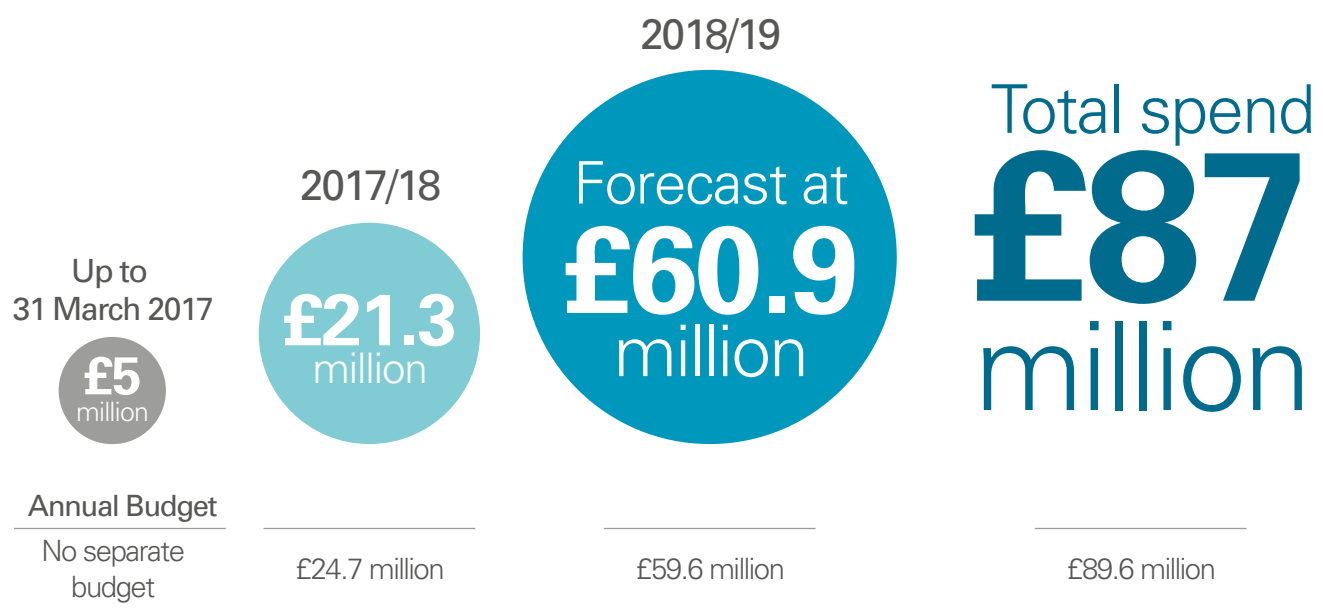 Up to
31 March 2017
£5
million
2017/18
£21.3
million
2018/19
Forecast at
£60.9
million
Total spend
£87
million
Annual Budget
No separate
budget
£24.7 million
£59.6 million
£89.6 million